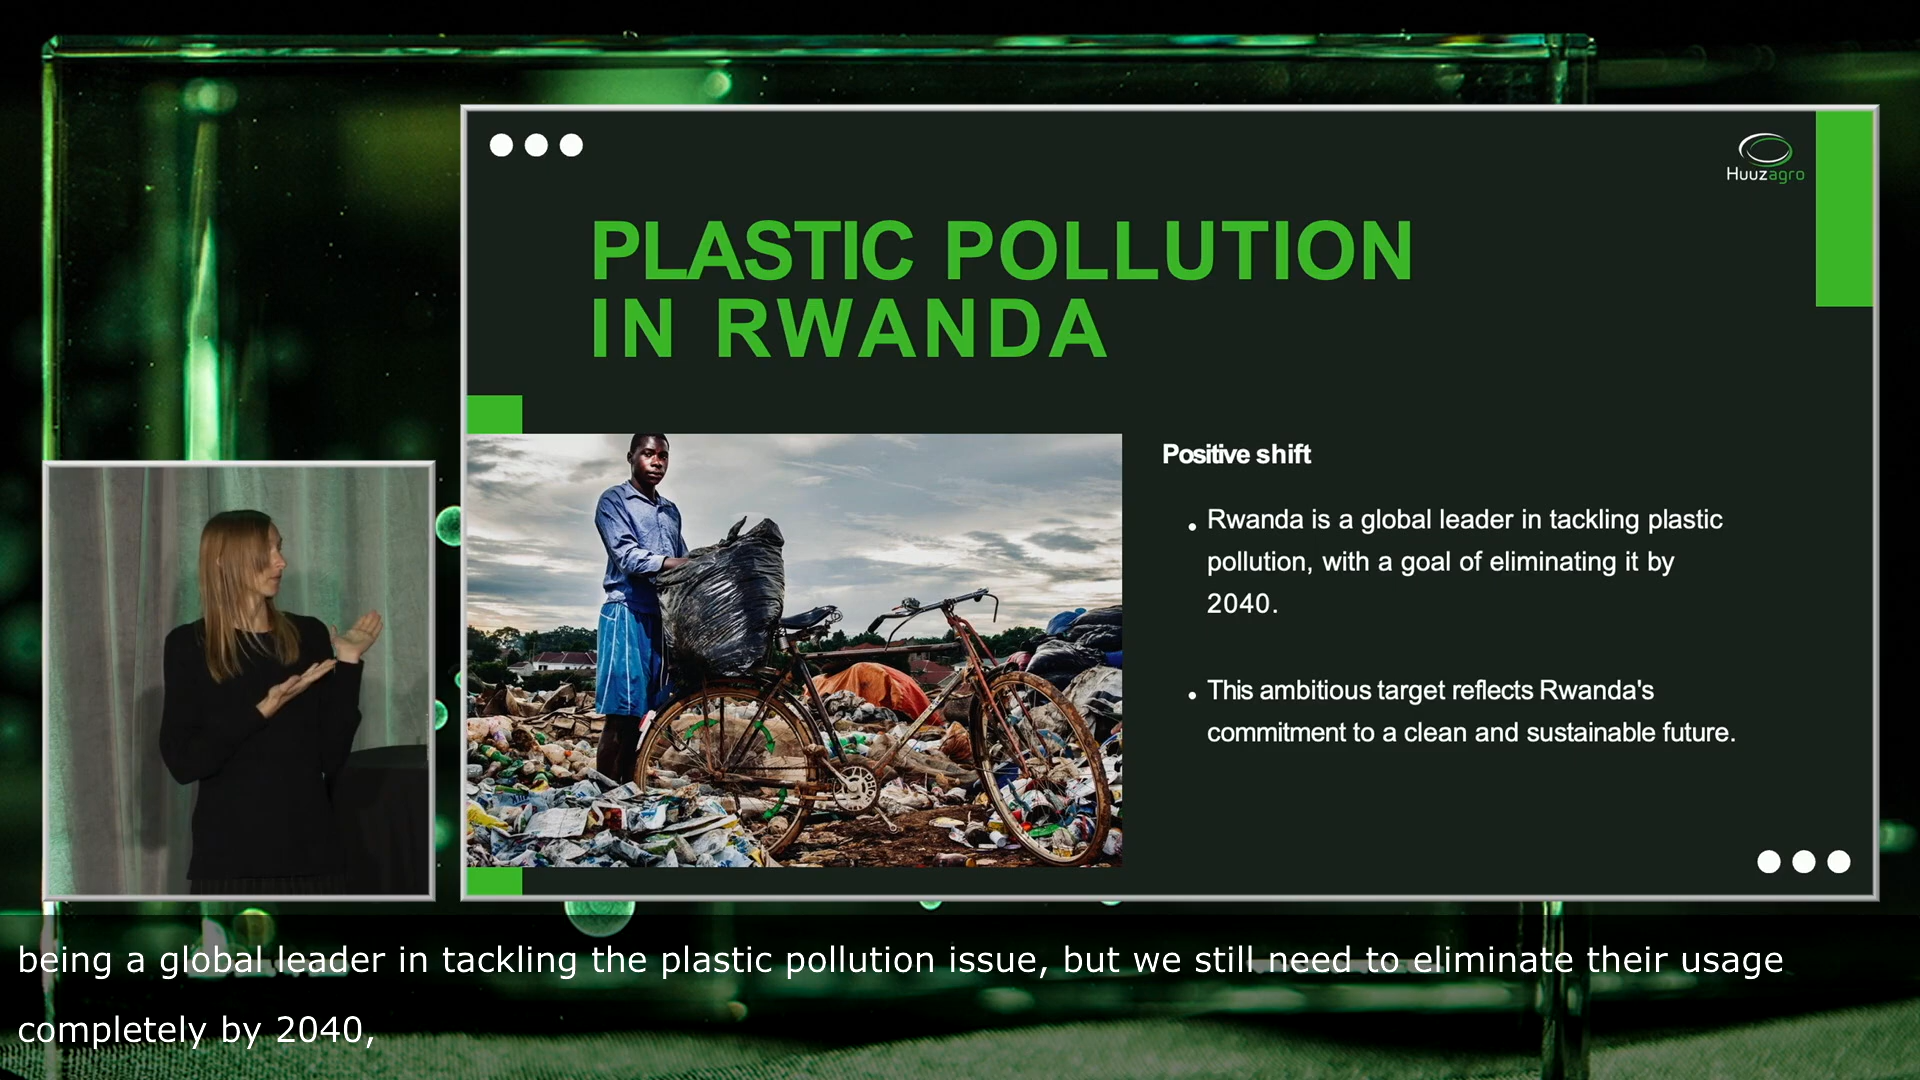 Huuzagro
PLASTIC POLLUTION
IN RWANDA
Positive shift
• Rwanda is a global leader in tackling plastic
pollution, with a goal of eliminating it by
2040.
• This ambitious target reflects Rwanda's
commitment to a clean and sustainable future.
being a global leader in tackling the plastic pollution issue, but we still need to eliminate their usage
completely by 2040,